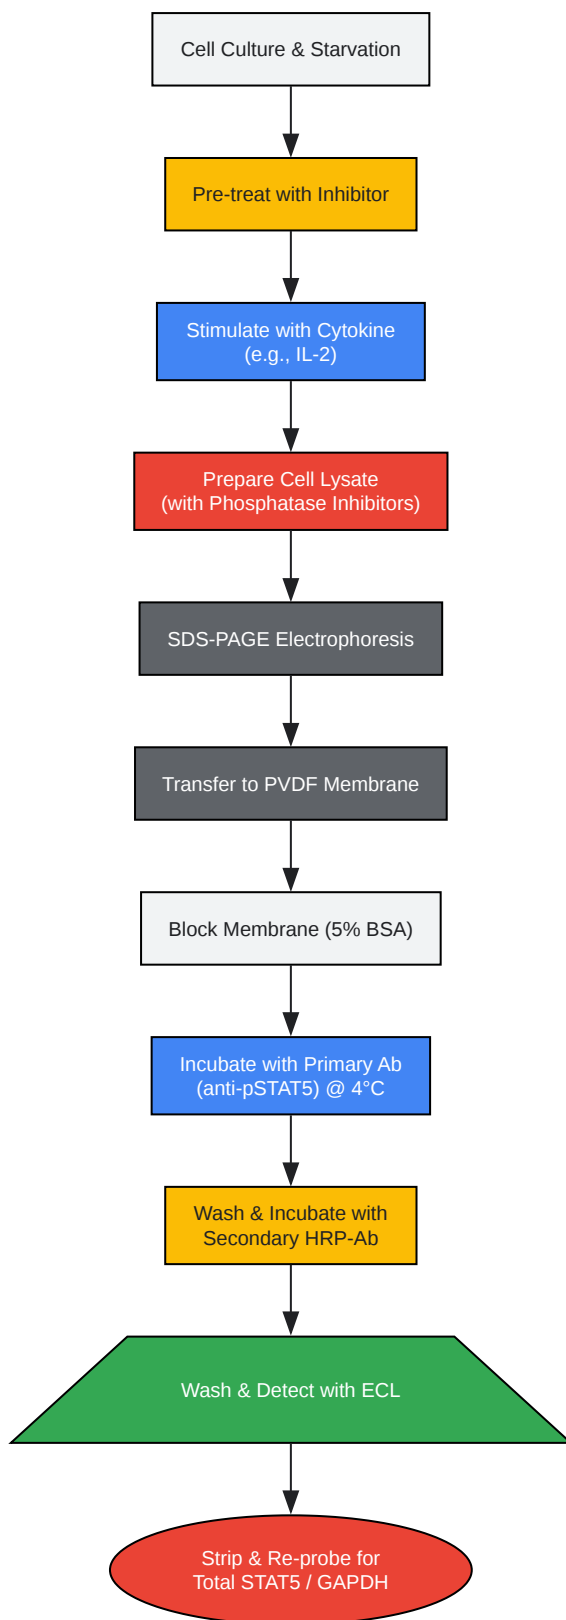 Cell Culture & Starvation
Pre-treat with Inhibitor
Stimulate with Cytokine
(e.g., IL-2)
Prepare Cell Lysate
(with Phosphatase Inhibitors)
SDS-PAGE Electrophoresis
Transfer to PVDF Membrane
Block Membrane (5% BSA)
Incubate with Primary Ab
(anti-pSTAT5) @ 4°C
Wash & Incubate with
Secondary HRP-Ab
Wash & Detect with ECL
Strip & Re-probe for
Total STAT5 / GAPDH